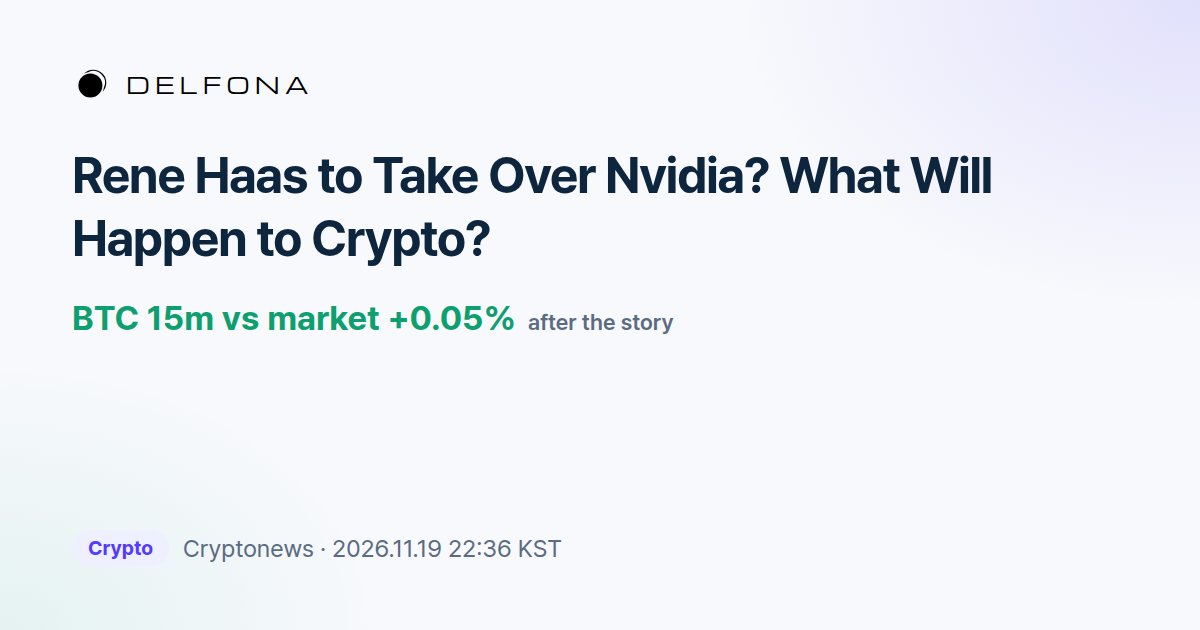 DELFONA
Rene Haas to Take Over Nvidia? What Will
Happen to Crypto?
BTC 15m vs market +0.05% after the story
Crypto Cryptonews · 2026.11.19 22:36 KST